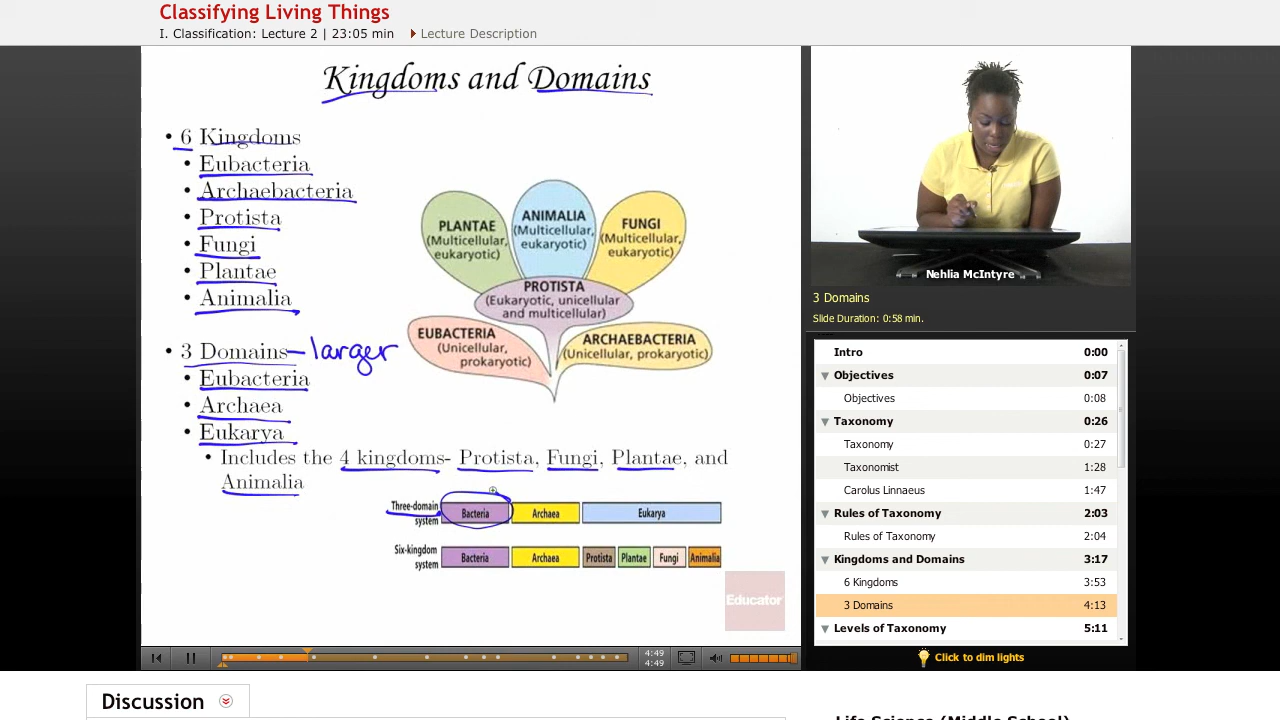 Classifying Living Things
I. Classification: Lecture 2 | 23:05 min Lecture Description
Kingdoms and Domains
• 6 Kingdoms
• Eubacteria
• Archaebacteria
• Protista
• Fungi
• Plantae
• Animalia
• 3 Domains – larger
• Eubacteria
• Archaea
• Eukarya
• Includes the 4 kingdoms- Protista, Fungi, Plantae, and
Animalia
PLANTAE
(Multicellular,
eukaryotic)
ANIMALIA
(Multicellular,
eukaryotic)
FUNGI
(Multicellular,
eukaryotic)
PROTISTA
(Eukaryotic, unicellular
and multicellular)
EUBACTERIA
(Unicellular,
prokaryotic)
ARCHAEBACTERIA
(Unicellular, prokaryotic)
Three-domain
system
Bacteria Archaea Eukarya
Six-kingdom
system
Bacteria Archaea Protista Plantae Fungi Animalia
Educator
4:49
4:49
Nehlia McIntyre
3 Domains
Slide Duration: 0:58 min.
Intro 0:00
Objectives 0:07
Objectives 0:08
Taxonomy 0:26
Taxonomy 0:27
Taxonomist 1:28
Carolus Linnaeus 1:47
Rules of Taxonomy 2:03
Rules of Taxonomy 2:04
Kingdoms and Domains 3:17
6 Kingdoms 3:53
3 Domains 4:13
Levels of Taxonomy 5:11
Click to dim lights
Discussion
Life Science (Middle School)